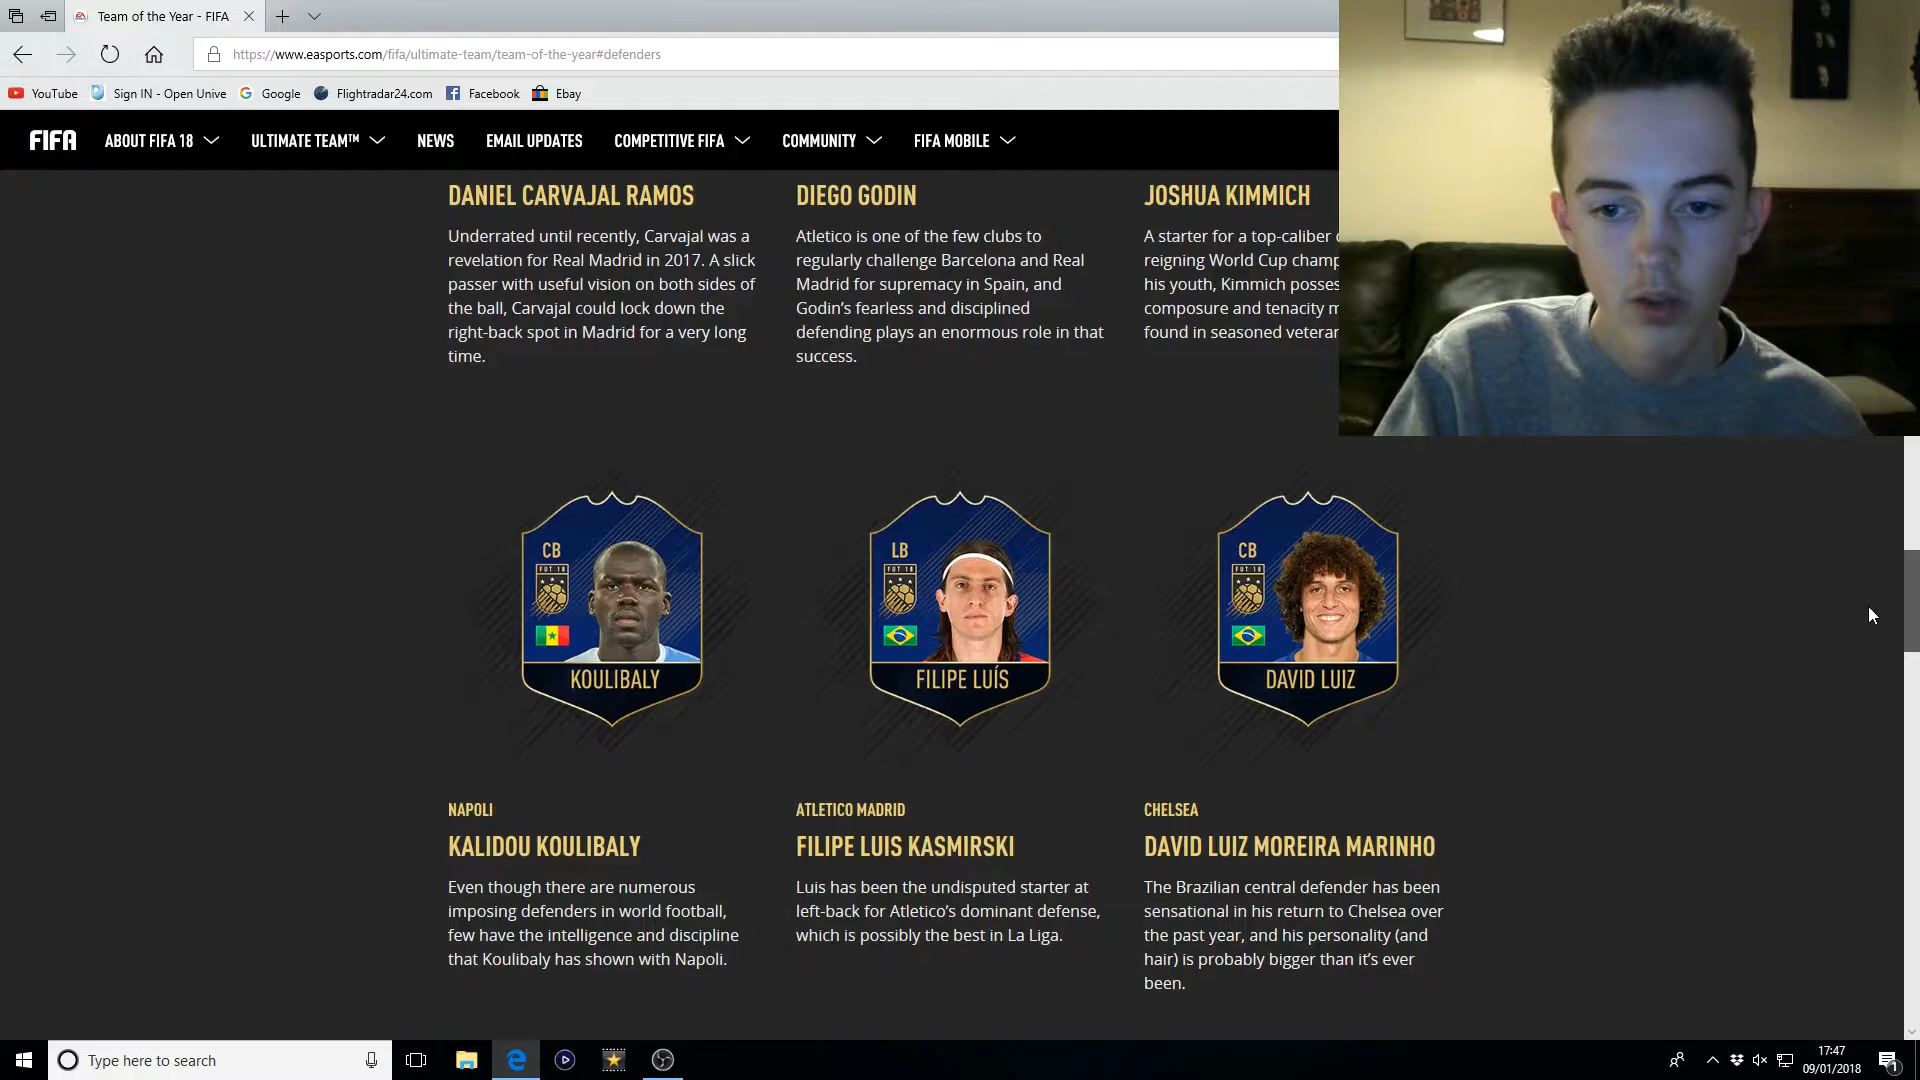 Team of the Year - FIFA
https://www.easports.com/fifa/ultimate-team/team-of-the-year#defenders
YouTube Sign IN - Open Unive Google Flightradar24.com Facebook Ebay
FIFA ABOUT FIFA 18 ULTIMATE TEAM™ NEWS EMAIL UPDATES COMPETITIVE FIFA COMMUNITY FIFA MOBILE
DANIEL CARVAJAL RAMOS
Underrated until recently, Carvajal was a
revelation for Real Madrid in 2017. A slick
passer with useful vision on both sides of
the ball, Carvajal could lock down the
right-back spot in Madrid for a very long
time.
DIEGO GODIN
Atletico is one of the few clubs to
regularly challenge Barcelona and Real
Madrid for supremacy in Spain, and
Godin's fearless and disciplined
defending plays an enormous role in that
success.
JOSHUA KIMMICH
A starter for a top-caliber
reigning World Cup champ
his youth, Kimmich posses
composure and tenacity m
found in seasoned veterar
CB
FUT 18
KOULIBALY
LB
FUT 18
FILIPE LUÍS
CB
FUT 18
DAVID LUIZ
NAPOLI
KALIDOU KOULIBALY
Even though there are numerous
imposing defenders in world football,
few have the intelligence and discipline
that Koulibaly has shown with Napoli.
ATLETICO MADRID
FILIPE LUIS KASMIRSKI
Luis has been the undisputed starter at
left-back for Atletico's dominant defense,
which is possibly the best in La Liga.
CHELSEA
DAVID LUIZ MOREIRA MARINHO
The Brazilian central defender has been
sensational in his return to Chelsea over
the past year, and his personality (and
hair) is probably bigger than it's ever
been.
Type here to search
17:47
09/01/2018
1